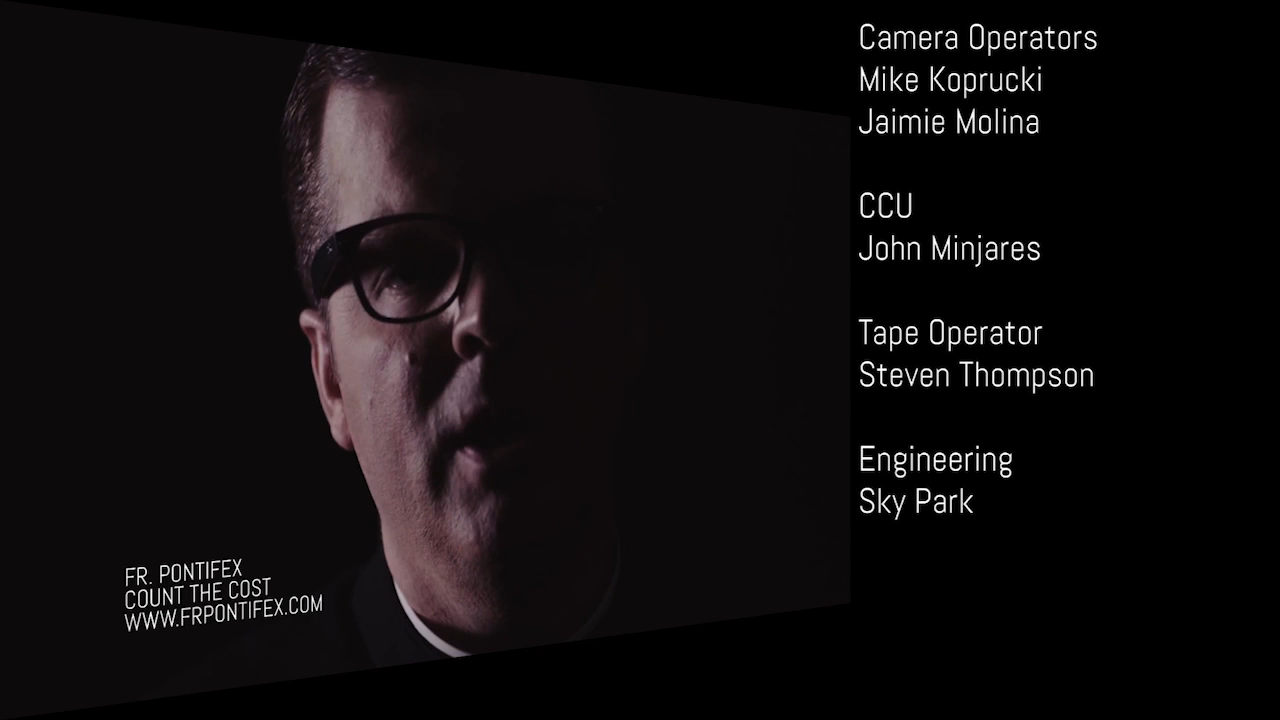 FR. PONTIFEX
COUNT THE COST
WWW.FRPONTIFEX.COM
Camera Operators
Mike Koprucki
Jaimie Molina
CCU
John Minjares
Tape Operator
Steven Thompson
Engineering
Sky Park